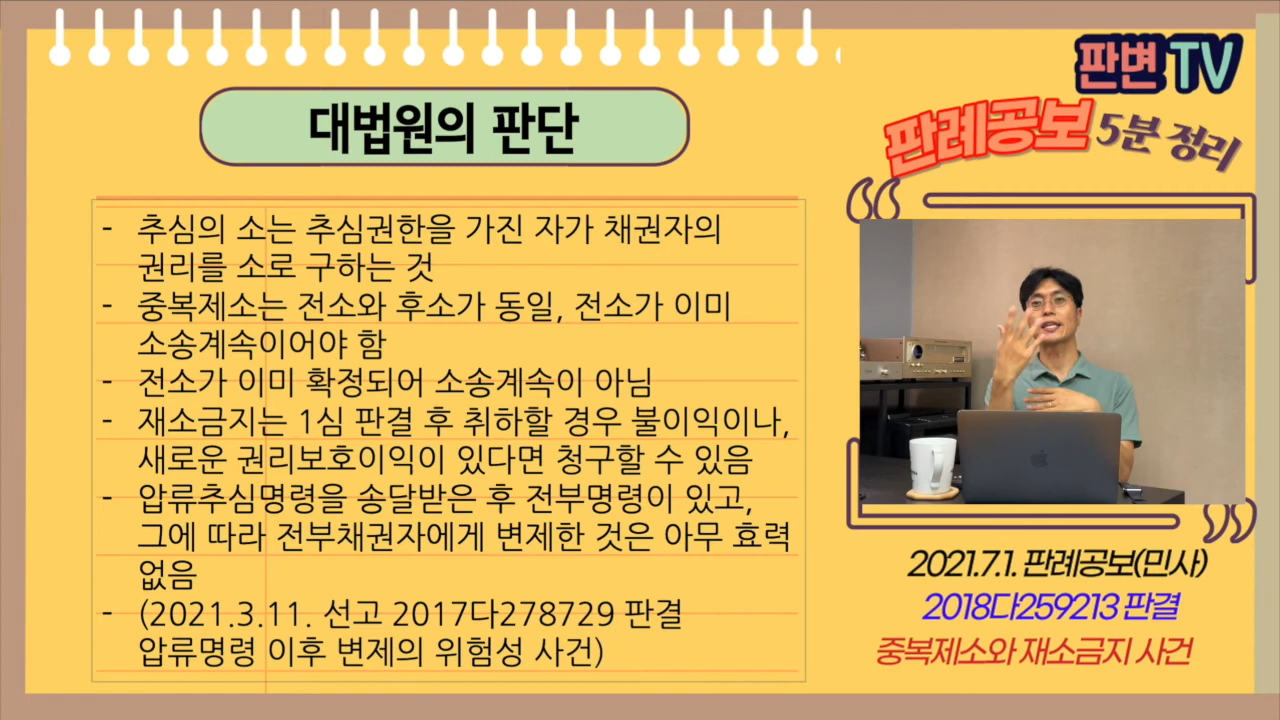 대법원의 판단
- 추심의 소는 추심권한을 가진 자가 채권자의
권리를 소로 구하는 것
- 중복제소는 전소와 후소가 동일, 전소가 이미
소송계속이어야 함
- 전소가 이미 확정되어 소송계속이 아님
- 재소금지는 1심 판결 후 취하할 경우 불이익이나,
새로운 권리보호이익이 있다면 청구할 수 있음
- 압류추심명령을 송달받은 후 전부명령이 있고,
그에 따라 전부채권자에게 변제한 것은 아무 효력
없음
- (2021.3.11. 선고 2017다278729 판결
압류명령 이후 변제의 위험성 사건)
판변 TV
판례공보 5분 정리
2021.7.1. 판례공보(민사)
2018다259213 판결
중복제소와 재소금지 사건